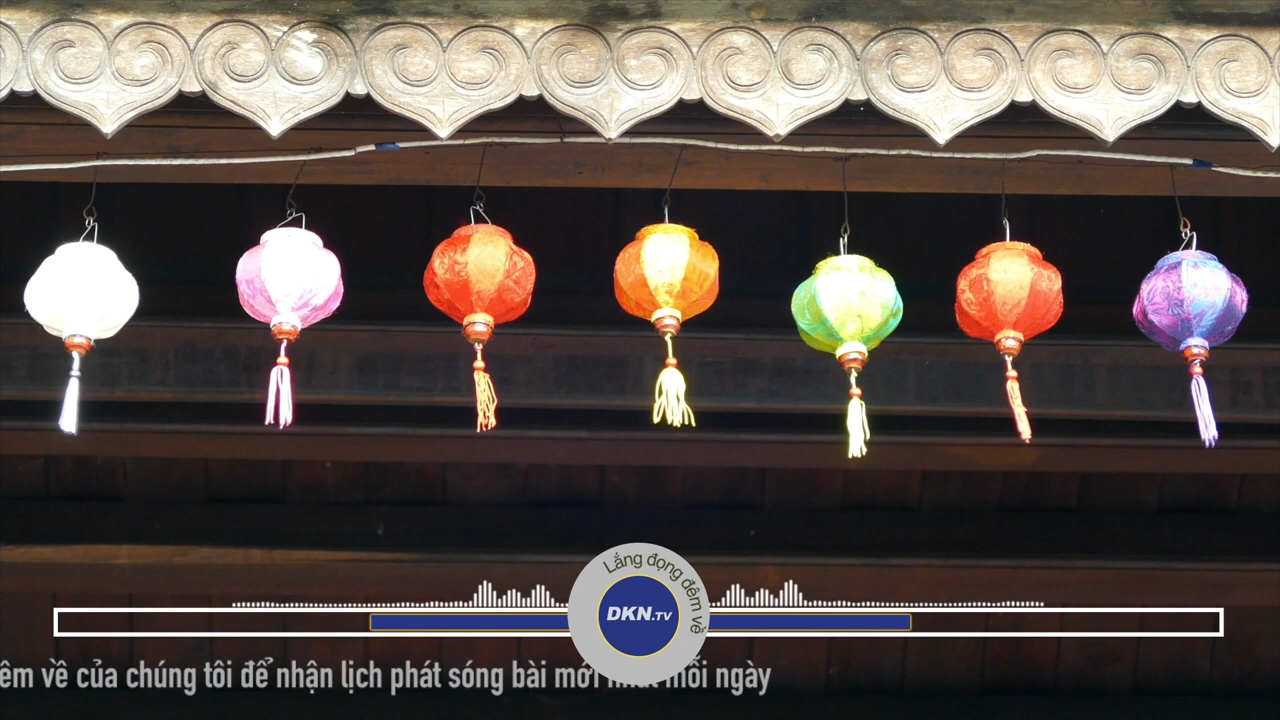 Lắng đọng đêm về
DKN.TV
êm về của chúng tôi để nhận lịch phát sóng bài mới nhất mỗi ngày